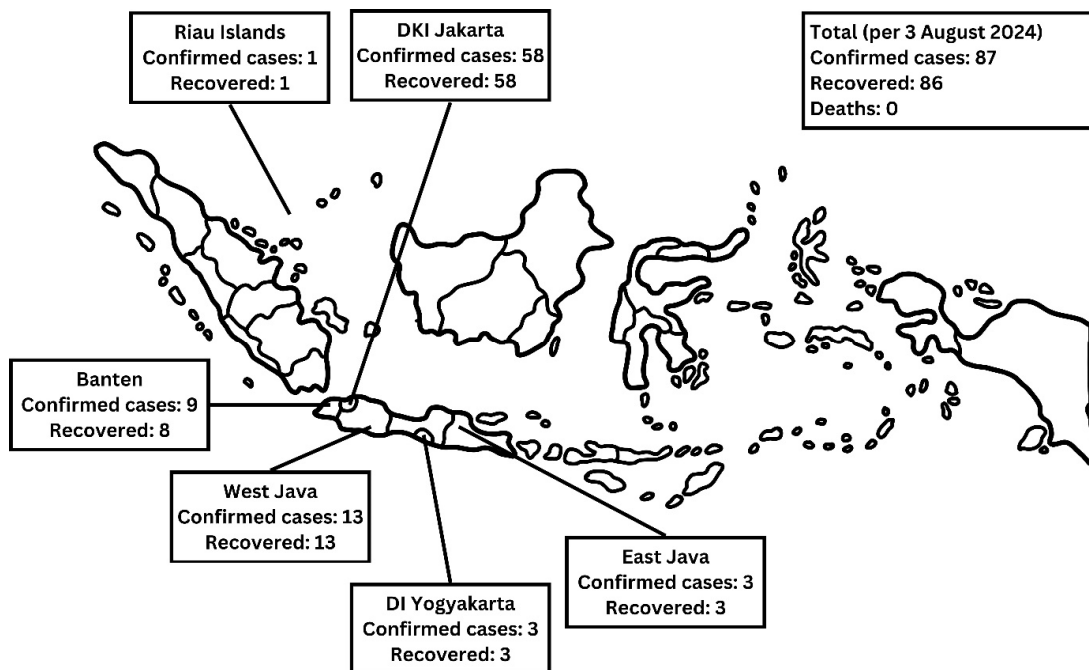 Riau Islands
Confirmed cases: 1
Recovered: 1
DKI Jakarta
Confirmed cases: 58
Recovered: 58
Total (per 3 August 2024)
Confirmed cases: 87
Recovered: 86
Deaths: 0
Banten
Confirmed cases: 9
Recovered: 8
West Java
Confirmed cases: 13
Recovered: 13
East Java
Confirmed cases: 3
Recovered: 3
DI Yogyakarta
Confirmed cases: 3
Recovered: 3